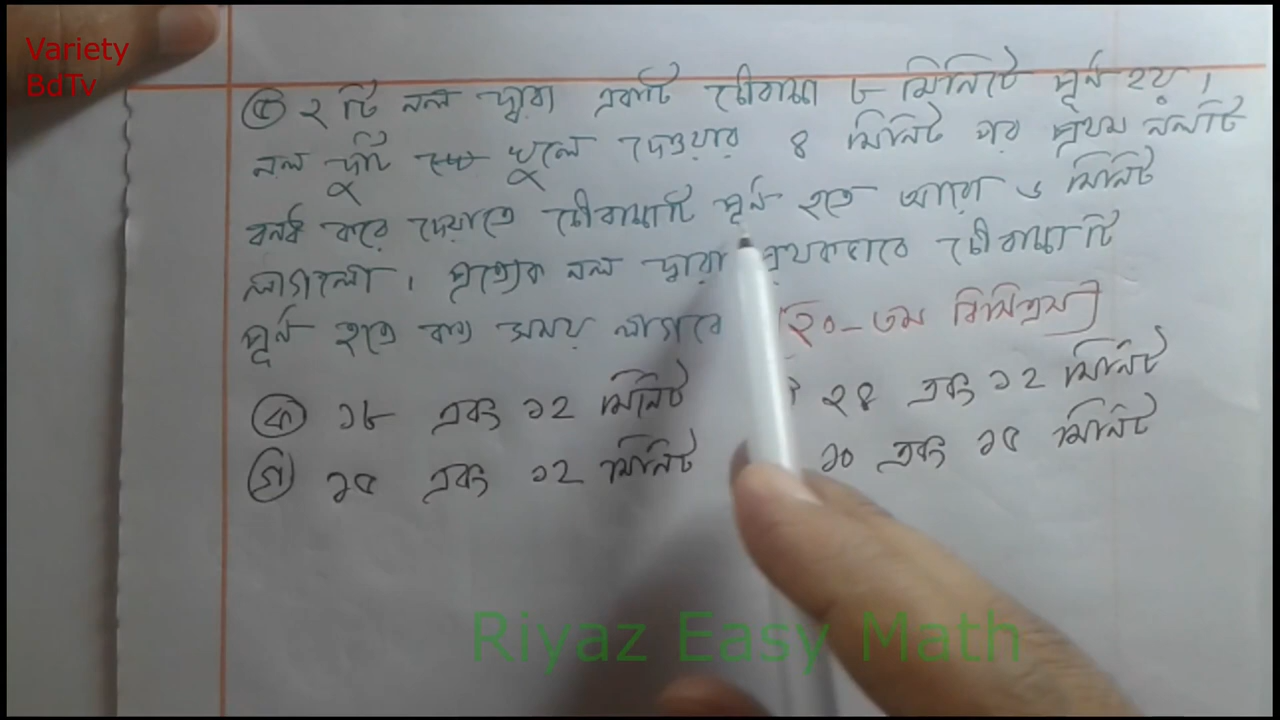 Variety
BdTv
৫ ২ টি নল দ্বারা একটি চৌবাচ্চা ৮ মিনিটে পূর্ন হয়।
নল দুটি খুলে দেওয়ার ৪ মিনিট পর প্রথম নলটি
বন্ধ করে দেয়াতে চৌবাচ্চাটি পূর্ন হতে আরো ৬ মিনিট
লাগলো। প্রত্যেক নল দ্বারা পৃথকভাবে চৌবাচ্চাটি
পূর্ন হতে কত সময় লাগবে [২০-তম বিসিএস]
ক ১৮ এবং ১২ মিনিট ২৪ এবং ১২ মিনিট
গ ১৫ এবং ১২ মিনিট ১০ এবং ১৫ মিনিট
Riyaz Easy Math